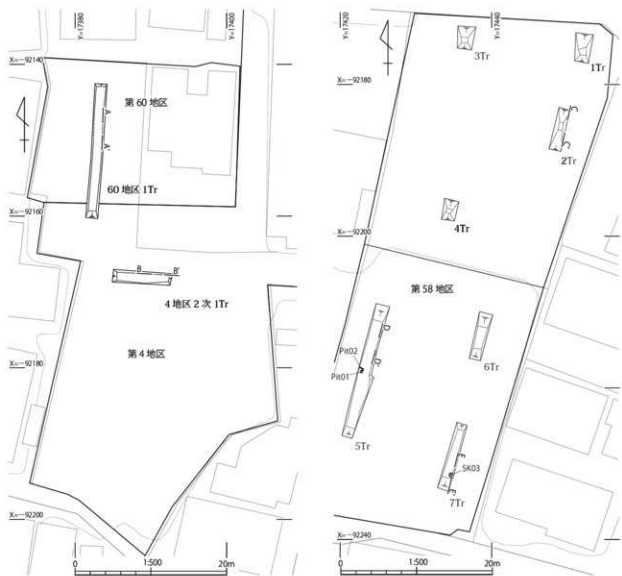 Y=17380
Y=17400
X=-92140
第 60 地区
A
A'
60 地区 1Tr
X=-92160
B
B'
4 地区 2 次 1Tr
第 4 地区
X=-92180
X=-92200
0
1:500
20m
Y=17420
Y=17440
3Tr
1Tr
X=-92180
C
C'
2Tr
4Tr
X=-92200
第 58 地区
D
D'
Pit02
Pit01
6Tr
5Tr
E
SK03
E'
7Tr
X=-92240
0
1:500
20m